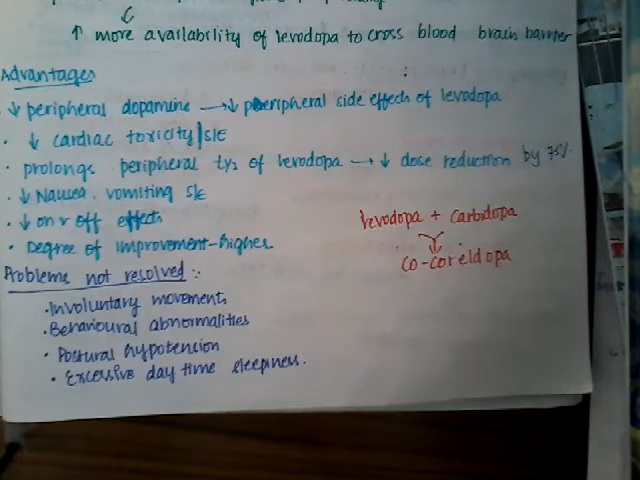 ↑ more availability of levodopa to cross blood brain barrier
Advantages
↓ peripheral dopamine → ↓ peripheral side effects of levodopa
· ↓ cardiac toxicity | S/E
· prolongs peripheral t1/2 of levodopa → ↓ dose reduction by 75%.
· ↓ Nausea. vomiting S/E
· ↓ on & off effects
· Degree of improvement-higher
levodopa + carbidopa
co-coreldopa
Problems not resolved :-
· Involuntary movements
· Behavioural abnormalities
· Postural hypotension
· Excessive day time sleepiness.